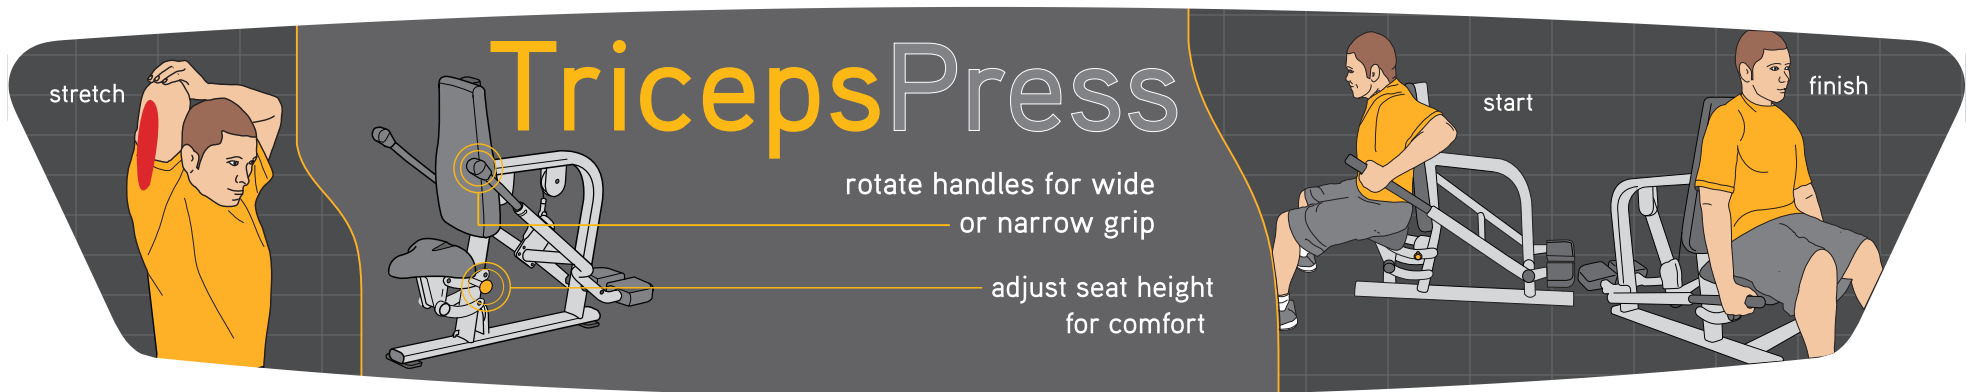 stretch
TricepsPress
rotate handles for wide
or narrow grip
adjust seat height
for comfort
start
finish